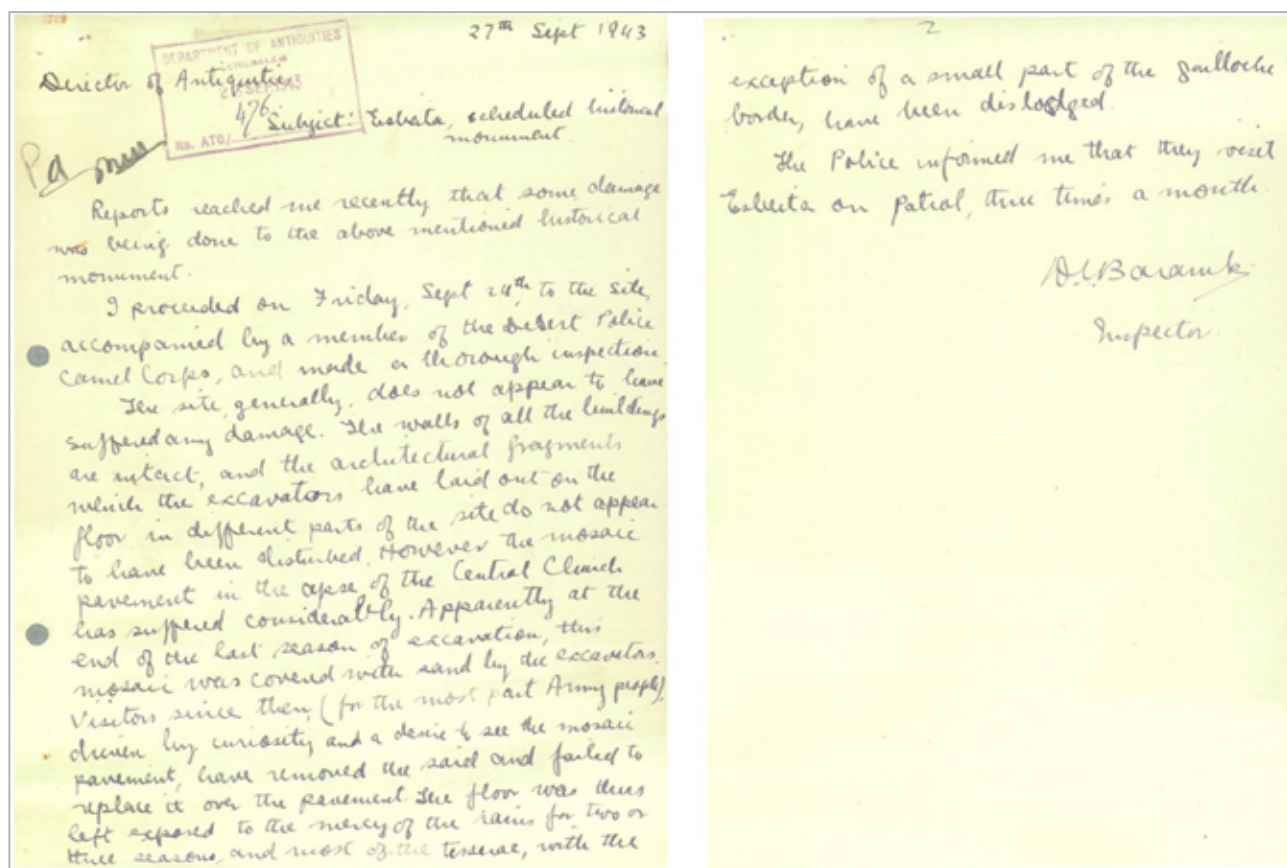 27th Sept 1943
DEPARTMENT OF ANTIQUITIES
JERUSALEM
SEP. 1943
No. ATQ/ 476
Director of Antiquities
Subject: Esbeita, scheduled historical
monument.
Reports reached me recently that some damage
was being done to the above mentioned historical
monument.
I proceeded on Friday, Sept 24th, to the site,
accompanied by a member of the Desert Police
Camel Corps, and made a thorough inspection.
The site, generally, does not appear to have
suffered any damage. The walls of all the buildings
are intact, and the architectural fragments
which the excavators have laid out on the
floor in different parts of the site do not appear
to have been disturbed. However the mosaic
pavement in the apse of the Central Church
has suffered considerably. Apparently at the
end of the last season of excavation, this
mosaic was covered with sand by the excavators.
Visitors since then, (for the most part Army people),
driven by curiosity and a desire to see the mosaic
pavement, have removed the said and failed to
replace it over the pavement. The floor was thus
left exposed to the mercy of the rains for two or
three seasons, and most of the tesserae, with the
2
exception of a small part of the guilloche
border, have been dislodged.
The Police informed me that they visit
Esbeita on patrol, three times a month.
D.C. Baramki
Inspector.